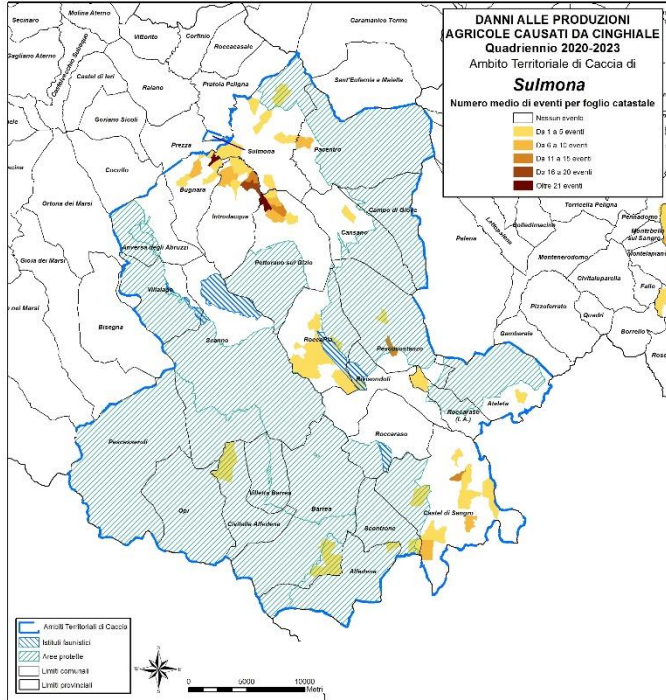 DANNI ALLE PRODUZIONI
AGRICOLE CAUSATI DA CINGHIALE
Quadriennio 2020-2023
Ambito Territoriale di Caccia di
Sulmona
Numero medio di eventi per foglio catastale
Nessun evento
Da 1 a 5 eventi
Da 6 a 10 eventi
Da 11 a 15 eventi
Da 16 a 20 eventi
Oltre 21 eventi
Secinaro
Molina Aterno
Gagliano Aterno
Castelvecchio Subequo
Vittorito
Corfinio
Roccacasale
Caramanico Terme
Castel di Ieri
Raiano
Pratola Peligna
Sant'Eufemia a Maiella
Goriano Sicoli
Prezza
Sulmona
Pacentro
Cocullo
Bugnara
Ortona dei Marsi
Introdacqua
Campo di Giove
Cansano
Anversa degli Abruzzi
Pettorano sul Gizio
Palena
Lettopalena
Torricella Peligna
Colledimacine
Pennadomo
Montebello sul Sangro
Montenerodomo
Montelapiano
Civitaluparella
Fallo
Pizzoferrato
Quadri
Borrello
Gamberale
Gioia dei Marsi
Villalago
Bisegna
Scanno
Rocca Pia
Pescocostanzo
Rivisondoli
Ateleta
Roccaraso
(I. A.)
Roccaraso
Pescasseroli
Opi
Villetta Barrea
Civitella Alfedena
Barrea
Scontrone
Castel di Sangro
Alfedena
Ambiti Territoriali di Caccia
Istituti faunistici
Aree protette
Limiti comunali
Limiti provinciali
0 5000 10000
Metri